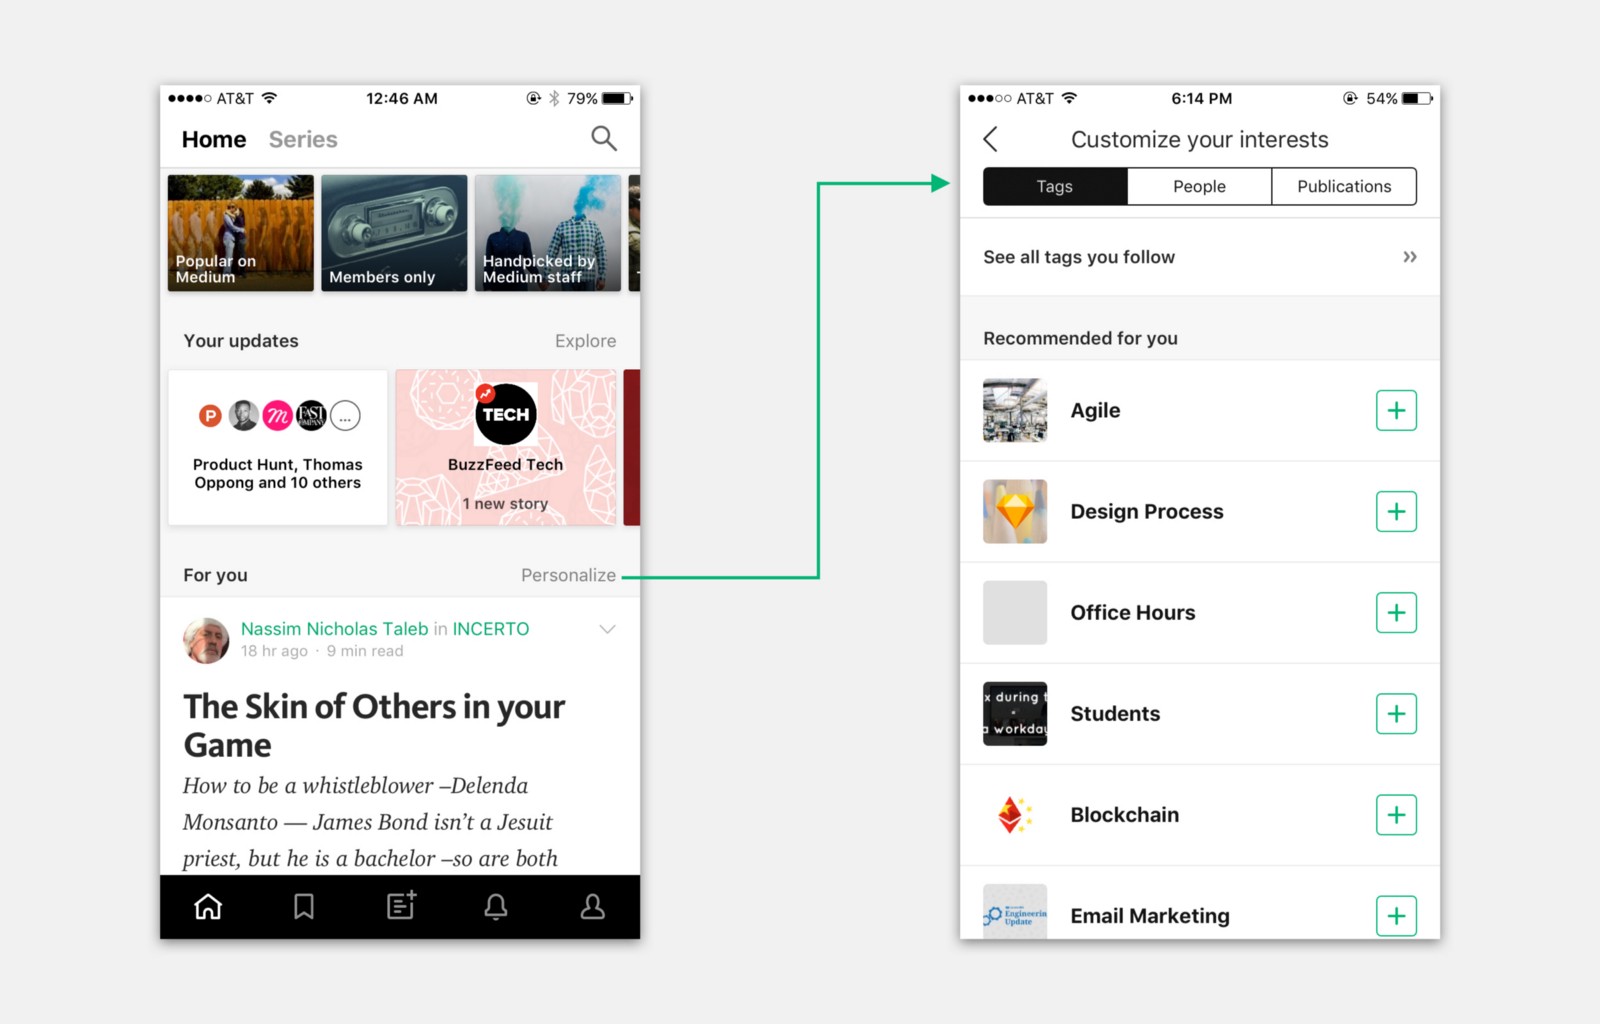 AT&T
12:46 AM
79%
Home
Series
Popular on
Medium
Members only
Handpicked by
Medium staff
Your updates
Explore
P
M
FAST
COMPANY
...
Product Hunt, Thomas
Oppong and 10 others
TECH
BuzzFeed Tech
1 new story
For you
Personalize
Nassim Nicholas Taleb in INCERTO
18 hr ago · 9 min read
The Skin of Others in your
Game
How to be a whistleblower –Delenda
Monsanto — James Bond isn’t a Jesuit
priest, but he is a bachelor –so are both
AT&T
6:14 PM
54%
Customize your interests
Tags
People
Publications
See all tags you follow
Recommended for you
Agile
Design Process
Office Hours
x during t
a workday
Students
Blockchain
Engineerin
Update
Email Marketing